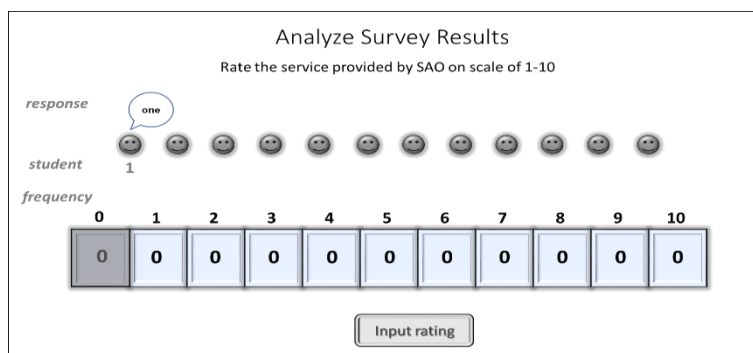 Analyze Survey Results
Rate the service provided by SAO on scale of 1-10
response
one
student
1
frequency
0 1 2 3 4 5 6 7 8 9 10
0 0 0 0 0 0 0 0 0 0 0
Input rating